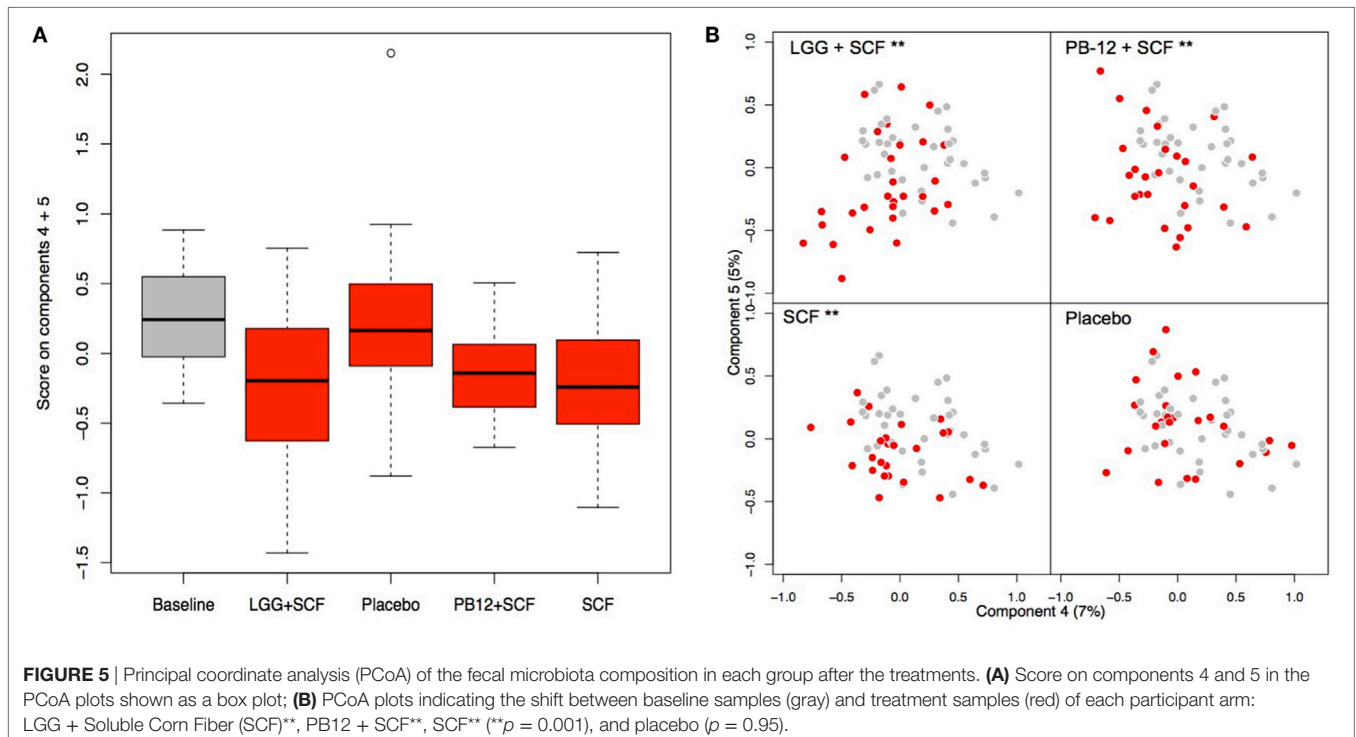 A
Score on components 4 + 5
2.0
1.5
1.0
0.5
0.0
−0.5
−1.0
−1.5
Baseline
LGG+SCF
Placebo
PB12+SCF
SCF
B
LGG + SCF **
PB-12 + SCF **
SCF **
Placebo
Component 5 (5%)
1.0
0.5
0.0
−0.5
−1.0
1.0
0.5
0.0
−0.5
−1.0
−1.0
−0.5
0.0
0.5
1.0
−1.0
−0.5
0.0
0.5
1.0
Component 4 (7%)
FIGURE 5 | Principal coordinate analysis (PCoA) of the fecal microbiota composition in each group after the treatments. (A) Score on components 4 and 5 in the
PCoA plots shown as a box plot; (B) PCoA plots indicating the shift between baseline samples (gray) and treatment samples (red) of each participant arm:
LGG + Soluble Corn Fiber (SCF)**, PB12 + SCF**, SCF** (**p = 0.001), and placebo (p = 0.95).